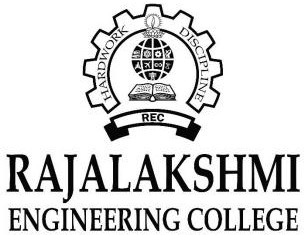 HARDWORK DISCIPLINE
REC
RAJALAKSHMI
ENGINEERING COLLEGE